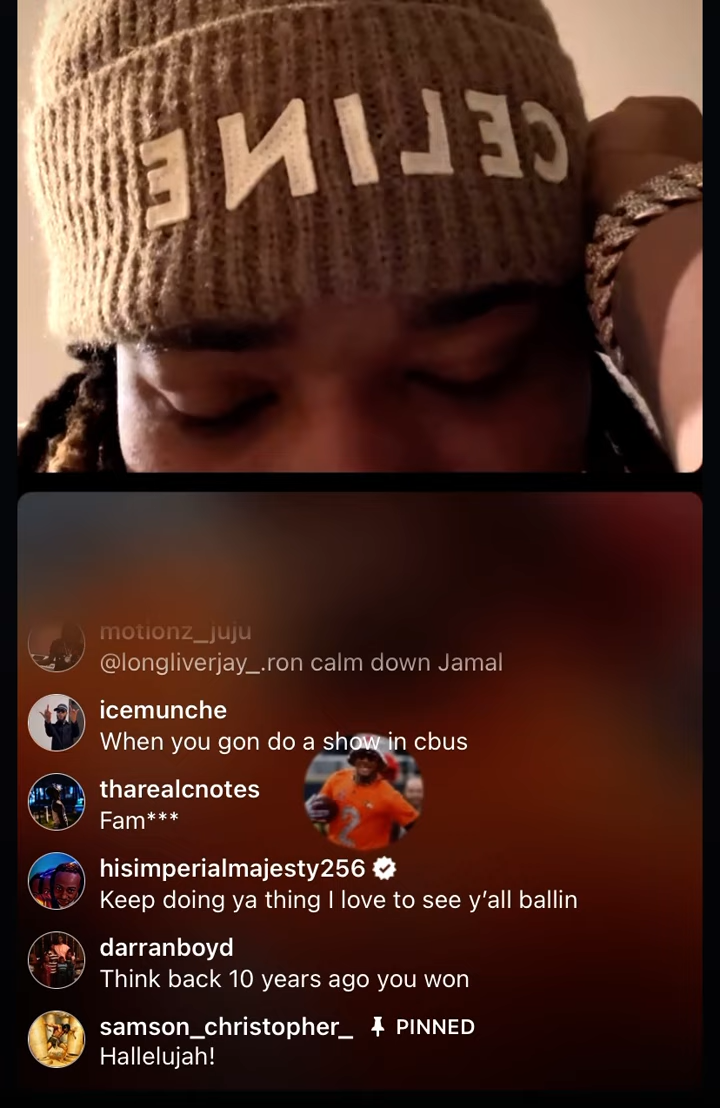 CELINE
motionz_juju
@longliverjay_.ron calm down Jamal
icemunche
When you gon do a show in cbus
tharealcnotes
Fam***
hisimperialmajesty256
Keep doing ya thing I love to see y’all ballin
darranboyd
Think back 10 years ago you won
samson_christopher_ PINNED
Hallelujah!
2